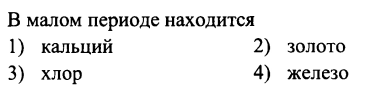 В малом периоде находится
1) кальций 2) золото
3) хлор 4) железо